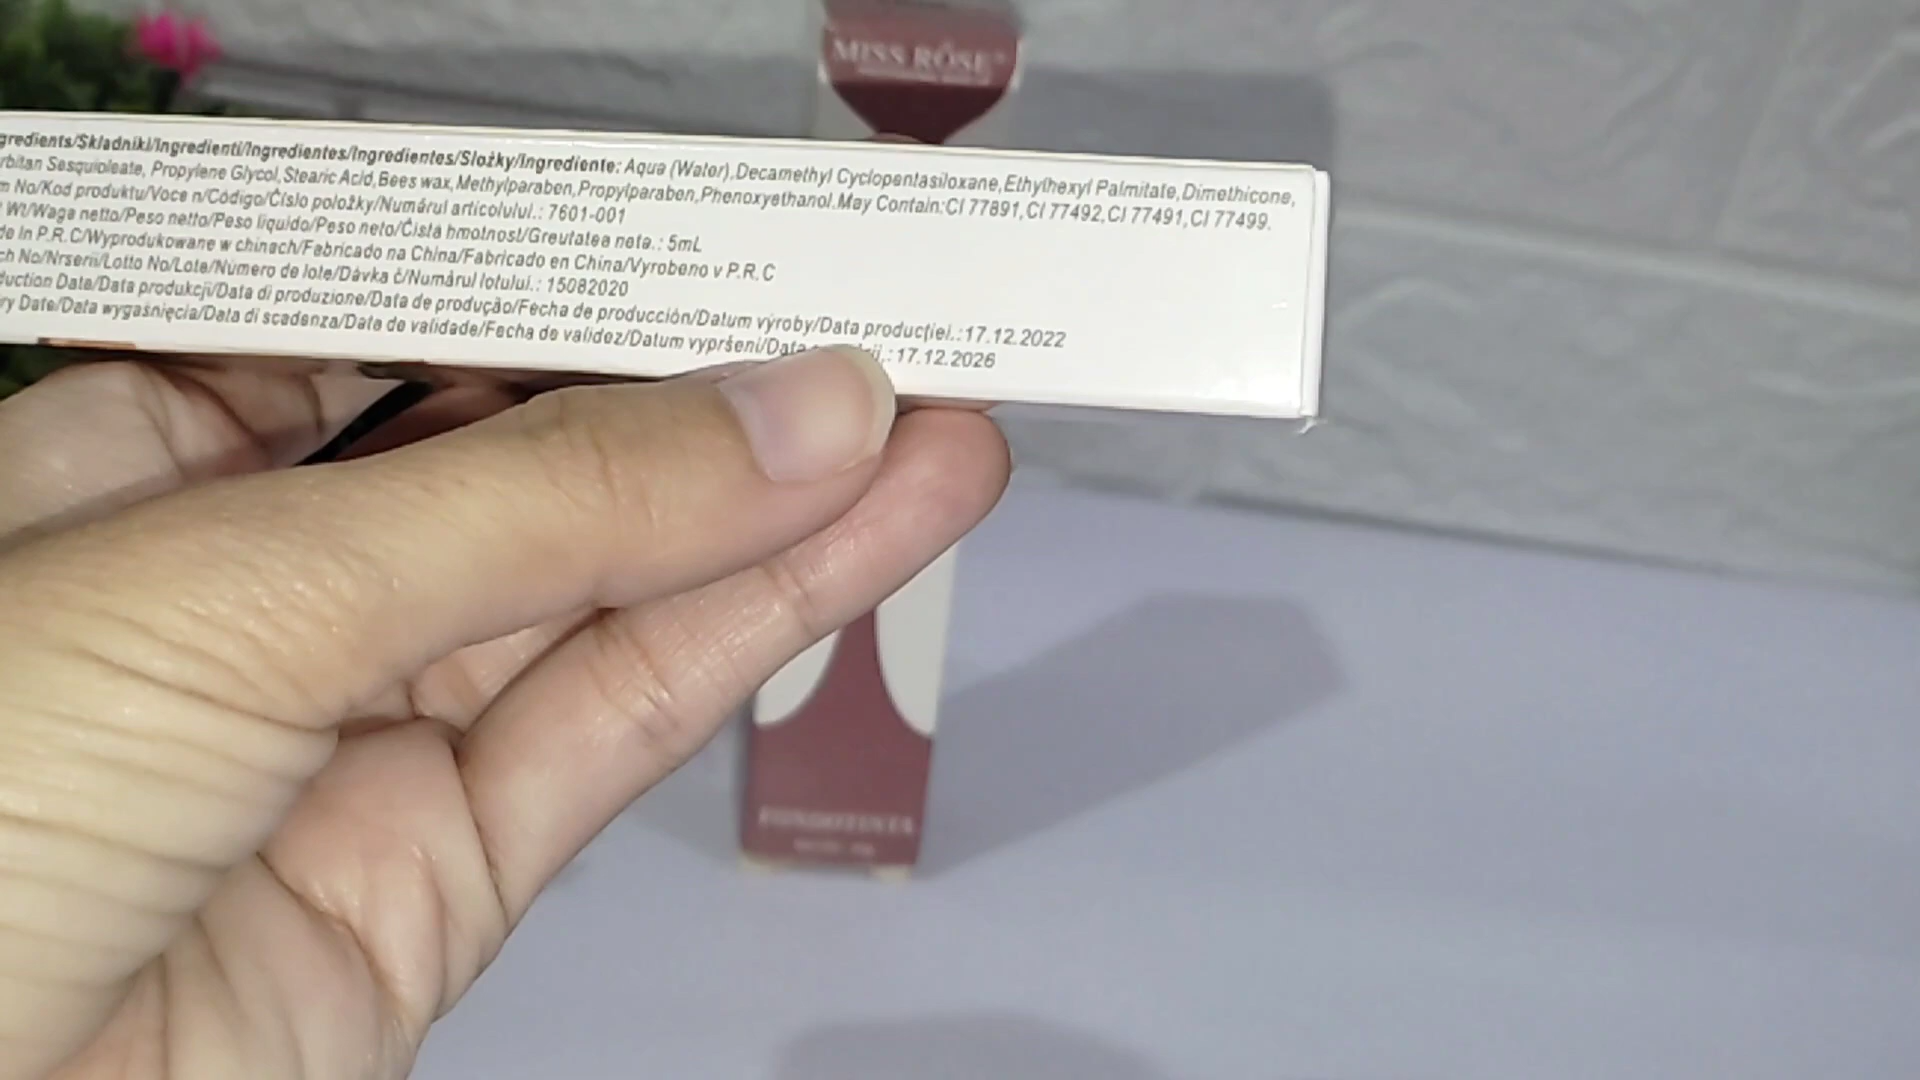 MISS RÔSE
gredients/Składniki/Ingredienti/Ingredientes/Ingredientes/Složky/Ingrediente: Aqua (Water),Decamethyl Cyclopentasiloxane,Ethylhexyl Palmitate,Dimethicone,
rbitan Sesquioleate, Propylene Glycol,Stearic Acid,Bees wax,Methylparaben,Propylparaben,Phenoxyethanol.May Contain:CI 77891,CI 77492,CI 77491,CI 77499.
m No/Kod produktu/Voce n/Código/Číslo položky/Numărul articolului.: 7601-001
Wt/Waga netto/Peso netto/Peso liquido/Peso neto/Čistá hmotnost/Greutatea neta.: 5mL
de in P.R.C/Wyprodukowane w chinach/Fabricado na China/Fabricado en China/Vyrobeno v P.R.C
ch No/Nrserii/Lotto No/Lote/Número de lote/Dávka č/Numărul lotului.: 15082020
duction Date/Data produkcji/Data di produzione/Data de produção/Fecha de producción/Datum výroby/Data producției.:17.12.2022
ry Date/Data wygaśnięcia/Data di scadenza/Data de validade/Fecha de validez/Datum vypršení/Data :17.12.2026
FONDOTINTA